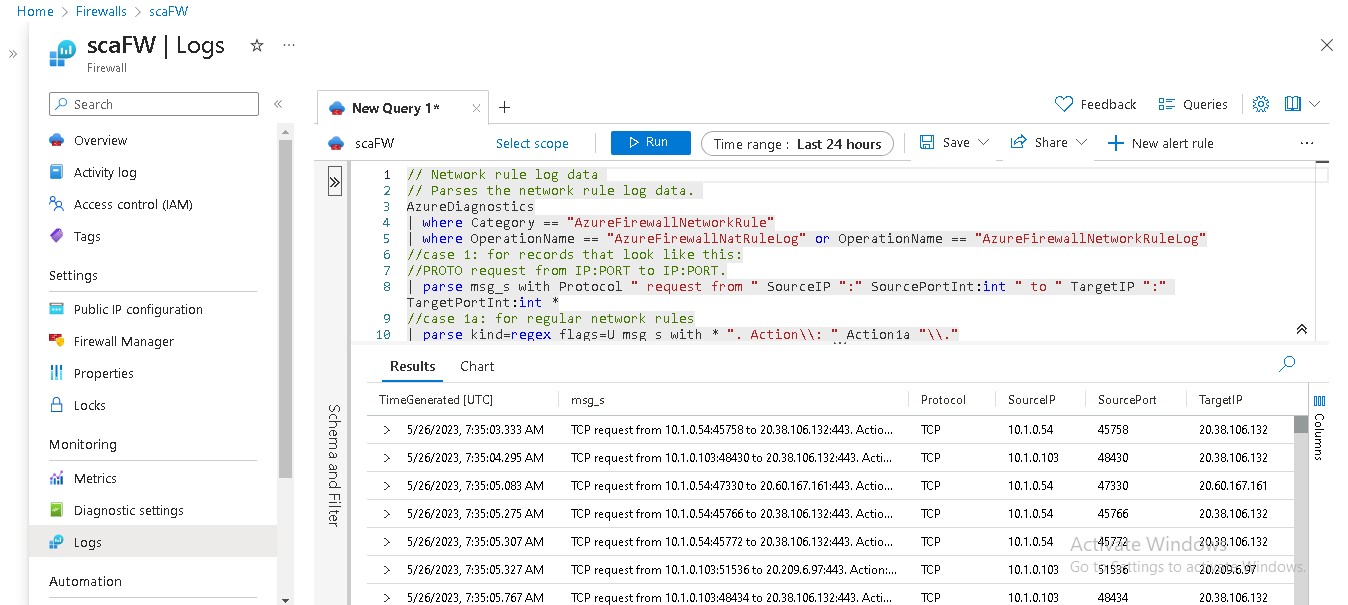 Home > Firewalls > scaFW
scaFW | Logs
Firewall
Search
Overview
Activity log
Access control (IAM)
Tags
Settings
Public IP configuration
Firewall Manager
Properties
Locks
Monitoring
Metrics
Diagnostic settings
Logs
Automation
New Query 1*
Feedback
Queries
scaFW
Select scope
Run
Time range : Last 24 hours
Save
Share
New alert rule
1 // Network rule log data
2 // Parses the network rule log data.
3 AzureDiagnostics
4 | where Category == "AzureFirewallNetworkRule"
5 | where OperationName == "AzureFirewallNatRuleLog" or OperationName == "AzureFirewallNetworkRuleLog"
6 //case 1: for records that look like this:
7 //PROTO request from IP:PORT to IP:PORT.
8 | parse msg_s with Protocol " request from " SourceIP ":" SourcePortInt:int " to " TargetIP ":"
TargetPortInt:int *
9 //case 1a: for regular network rules
10 | parse kind=regex flags=U msg_s with * ". Action\\: " Action1a "\\."
Schema and Filter
Results Chart
TimeGenerated [UTC] msg_s Protocol SourceIP SourcePort TargetIP
5/26/2023, 7:35:03.333 AM TCP request from 10.1.0.54:45758 to 20.38.106.132:443. Actio... TCP 10.1.0.54 45758 20.38.106.132
5/26/2023, 7:35:04.295 AM TCP request from 10.1.0.103:48430 to 20.38.106.132:443. Acti... TCP 10.1.0.103 48430 20.38.106.132
5/26/2023, 7:35:05.083 AM TCP request from 10.1.0.54:47330 to 20.60.167.161:443. Actio... TCP 10.1.0.54 47330 20.60.167.161
5/26/2023, 7:35:05.275 AM TCP request from 10.1.0.54:45766 to 20.38.106.132:443. Actio... TCP 10.1.0.54 45766 20.38.106.132
5/26/2023, 7:35:05.307 AM TCP request from 10.1.0.54:45772 to 20.38.106.132:443. Actio... TCP 10.1.0.54 45772 20.38.106.132
5/26/2023, 7:35:05.327 AM TCP request from 10.1.0.103:51536 to 20.209.6.97:443. Action:... TCP 10.1.0.103 51536 20.209.6.97
5/26/2023, 7:35:05.767 AM TCP request from 10.1.0.103:48434 to 20.38.106.132:443. Acti... TCP 10.1.0.103 48434 20.38.106.132
Columns
Activate Windows
Go to Settings to activate Windows.